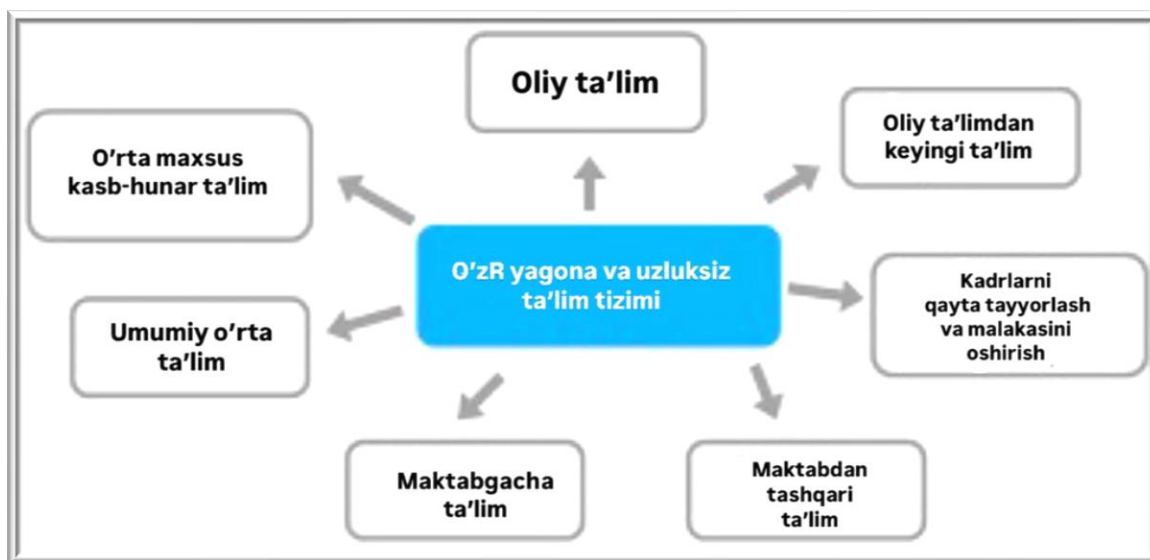 Oliy ta’lim
O’rta maxsus
kasb-hunar ta’lim
Oliy ta’limdan
keyingi ta’lim
O’zR yagona va uzluksiz
ta’lim tizimi
Umumiy o’rta
ta’lim
Kadrlarni
qayta tayyorlash
va malakasini
oshirish
Maktabgacha
ta’lim
Maktabdan
tashqari
ta’lim